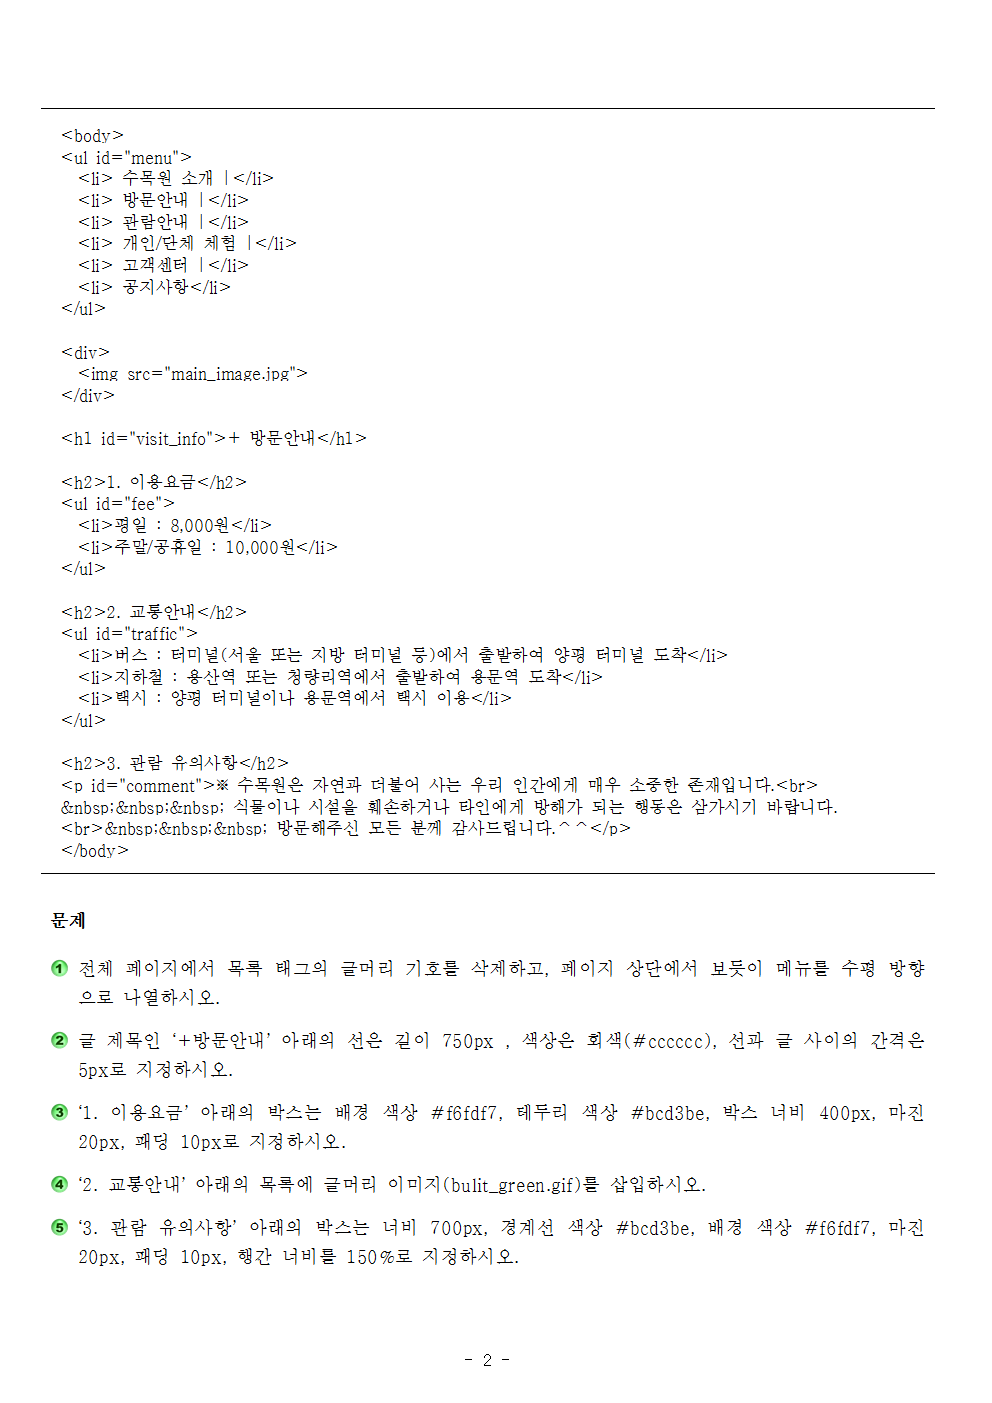 <body>
<ul id="menu">
<li> 수목원 소개 |</li>
<li> 방문안내 |</li>
<li> 관람안내 |</li>
<li> 개인/단체 체험 |</li>
<li> 고객센터 |</li>
<li> 공지사항</li>
</ul>
<div>
<img src="main_image.jpg">
</div>
<h1 id="visit_info">+ 방문안내</h1>
<h2>1. 이용요금</h2>
<ul id="fee">
<li>평일 : 8,000원</li>
<li>주말/공휴일 : 10,000원</li>
</ul>
<h2>2. 교통안내</h2>
<ul id="traffic">
<li>버스 : 터미널(서울 또는 지방 터미널 등)에서 출발하여 양평 터미널 도착</li>
<li>지하철 : 용산역 또는 청량리역에서 출발하여 용문역 도착</li>
<li>택시 : 양평 터미널이나 용문역에서 택시 이용</li>
</ul>
<h2>3. 관람 유의사항</h2>
<p id="comment">※ 수목원은 자연과 더불어 사는 우리 인간에게 매우 소중한 존재입니다.<br>
&nbsp;&nbsp;&nbsp; 식물이나 시설을 훼손하거나 타인에게 방해가 되는 행동은 삼가시기 바랍니다.
<br>&nbsp;&nbsp;&nbsp; 방문해주신 모든 분께 감사드립니다.^^</p>
</body>
문제
1 전체 페이지에서 목록 태그의 글머리 기호를 삭제하고, 페이지 상단에서 보듯이 메뉴를 수평 방향
으로 나열하시오.
2 글 제목인 ‘+방문안내’ 아래의 선은 길이 750px , 색상은 회색(#cccccc), 선과 글 사이의 간격은
5px로 지정하시오.
3 ‘1. 이용요금’ 아래의 박스는 배경 색상 #f6fdf7, 테두리 색상 #bcd3be, 박스 너비 400px, 마진
20px, 패딩 10px로 지정하시오.
4 ‘2. 교통안내’ 아래의 목록에 글머리 이미지(bulit_green.gif)를 삽입하시오.
5 ‘3. 관람 유의사항’ 아래의 박스는 너비 700px, 경계선 색상 #bcd3be, 배경 색상 #f6fdf7, 마진
20px, 패딩 10px, 행간 너비를 150%로 지정하시오.
- 2 -